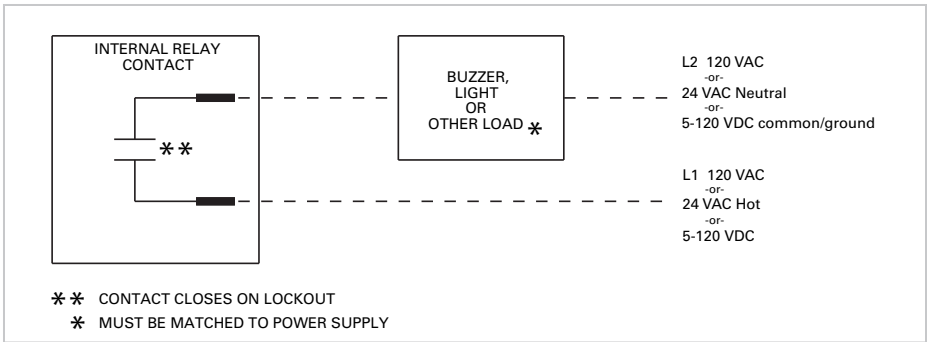 INTERNAL RELAY
CONTACT
**
BUZZER,
LIGHT
OR
OTHER LOAD *
L2 120 VAC
-or-
24 VAC Neutral
-or-
5-120 VDC common/ground
L1 120 VAC
-or-
24 VAC Hot
-or-
5-120 VDC
** CONTACT CLOSES ON LOCKOUT
* MUST BE MATCHED TO POWER SUPPLY